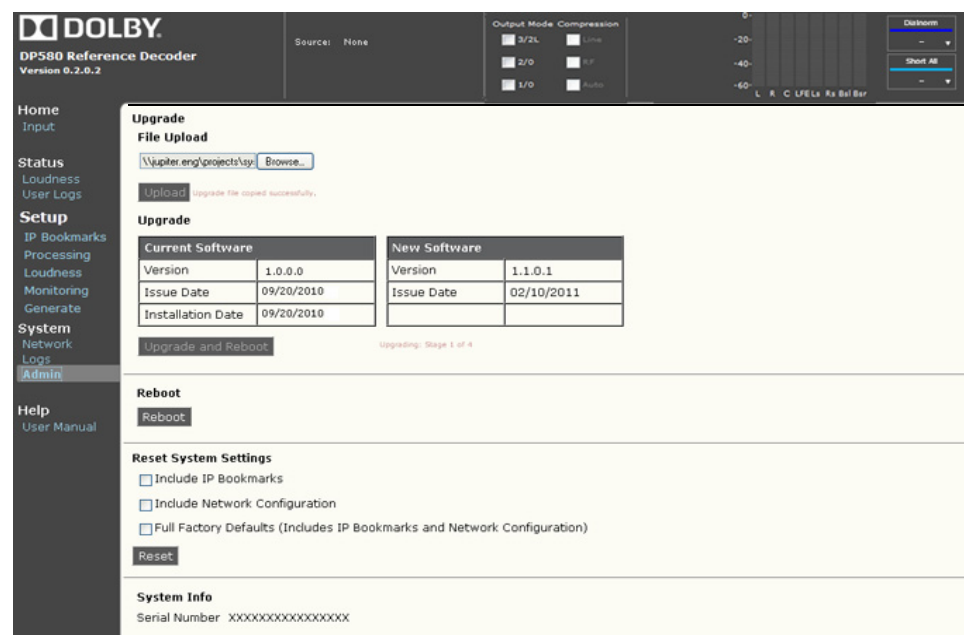 DOLBY.
DP580 Reference Decoder
Version 0.2.0.2
Source: None
Output Mode Compression
3/2L Line
2/0 RF
1/0 Auto
0-
-20-
-40-
-60-
L R C LFE Ls Rs Bsl Bsr
Dialnorm
-
Short All
-
Home
Input
Status
Loudness
User Logs
Setup
IP Bookmarks
Processing
Loudness
Monitoring
Generate
System
Network
Logs
Admin
Help
User Manual
Upgrade
File Upload
\\jupiter.eng\projects\sy: Browse...
Upload Upgrade file copied successfully.
Upgrade
Current Software New Software
Version 1.0.0.0 Version 1.1.0.1
Issue Date 09/20/2010 Issue Date 02/10/2011
Installation Date 09/20/2010
Upgrade and Reboot Upgrading: Stage 1 of 4
Reboot
Reboot
Reset System Settings
Include IP Bookmarks
Include Network Configuration
Full Factory Defaults (Includes IP Bookmarks and Network Configuration)
Reset
System Info
Serial Number XXXXXXXXXXXXXXXX